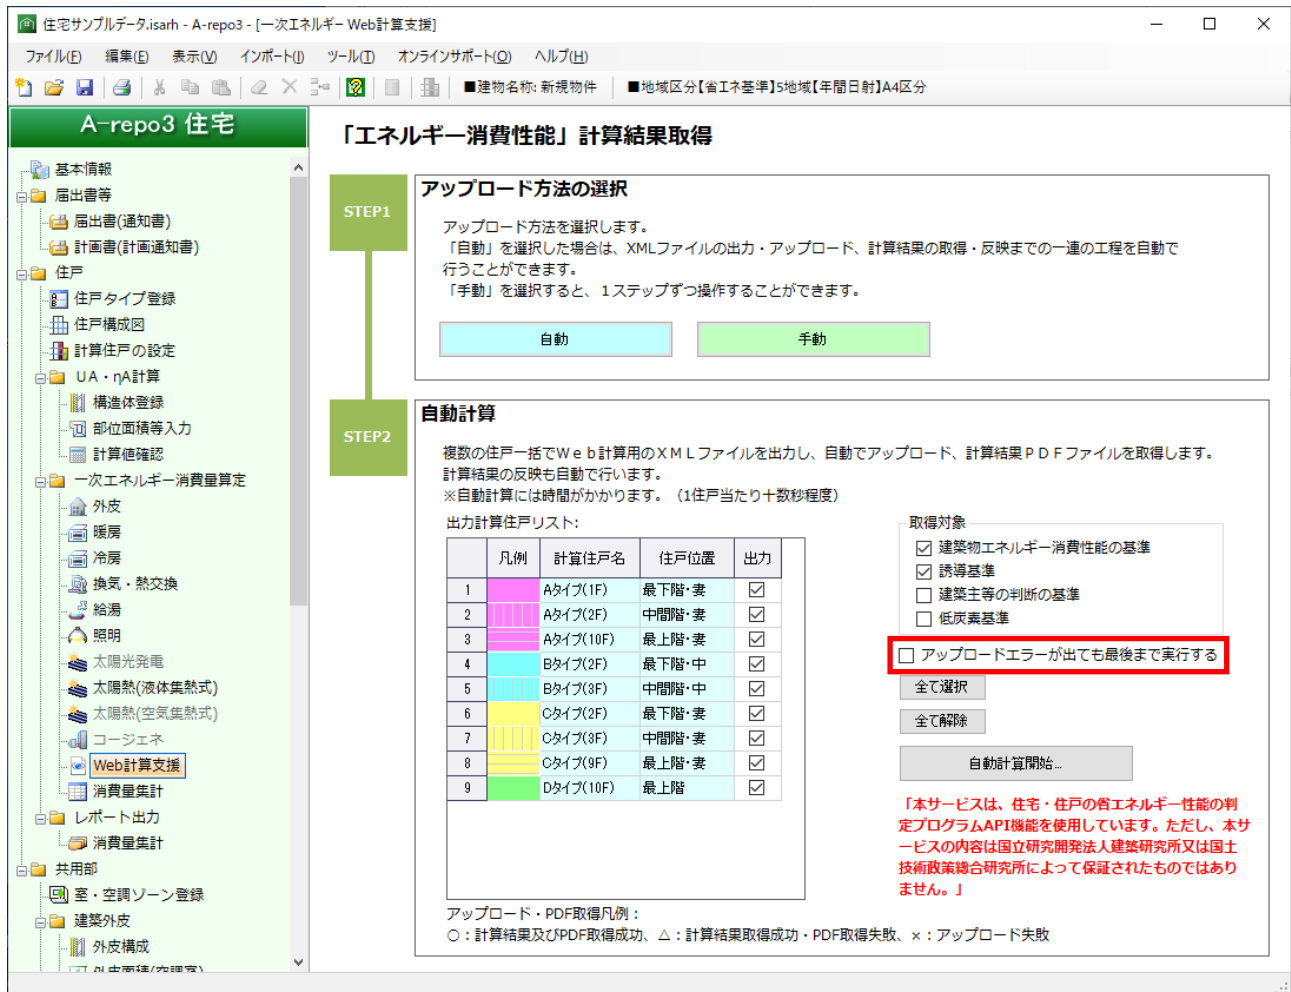 住宅サンプルデータ.isarh - A-repo3 - [一次エネルギー Web計算支援]
ファイル(F) 編集(E) 表示(V) インポート(I) ツール(T) オンラインサポート(O) ヘルプ(H)
■建物名称: 新規物件 ■地域区分【省エネ基準】5地域【年間日射】A4区分
A-repo3 住宅
基本情報
届出書等
届出書(通知書)
計画書(計画通知書)
住戸
住戸タイプ登録
住戸構成図
計算住戸の設定
UA・ηA計算
構造体登録
部位面積等入力
計算値確認
一次エネルギー消費量算定
外皮
暖房
冷房
換気・熱交換
給湯
照明
太陽光発電
太陽熱(液体集熱式)
太陽熱(空気集熱式)
コージェネ
Web計算支援
消費量集計
レポート出力
消費量集計
共用部
室・空調ゾーン登録
建築外皮
外皮構成
外皮面積(空調室)
「エネルギー消費性能」計算結果取得
STEP1
アップロード方法の選択
アップロード方法を選択します。
「自動」を選択した場合は、XMLファイルの出力・アップロード、計算結果の取得・反映までの一連の工程を自動で
行うことができます。
「手動」を選択すると、１ステップずつ操作することができます。
自動 手動
STEP2
自動計算
複数の住戸一括でＷｅｂ計算用のＸＭＬファイルを出力し、自動でアップロード、計算結果ＰＤＦファイルを取得します。
計算結果の反映も自動で行います。
※自動計算には時間がかかります。（1住戸当たり十数秒程度）
出力計算住戸リスト:
凡例 計算住戸名 住戸位置 出力
1 Aタイプ(1F) 最下階・妻
2 Aタイプ(2F) 中間階・妻
3 Aタイプ(10F) 最上階・妻
4 Bタイプ(2F) 最下階・中
5 Bタイプ(3F) 中間階・中
6 Cタイプ(2F) 最下階・妻
7 Cタイプ(3F) 中間階・妻
8 Cタイプ(9F) 最上階・妻
9 Dタイプ(10F) 最上階
取得対象
建築物エネルギー消費性能の基準
誘導基準
建築主等の判断の基準
低炭素基準
アップロードエラーが出ても最後まで実行する
全て選択
全て解除
自動計算開始...
「本サービスは、住宅・住戸の省エネルギー性能の判
定プログラムAPI機能を使用しています。ただし、本サ
ービスの内容は国立研究開発法人建築研究所又は国土
技術政策総合研究所によって保証されたものではあり
ません。」
アップロード・PDF取得凡例：
○：計算結果及びPDF取得成功、△：計算結果取得成功・PDF取得失敗、×：アップロード失敗